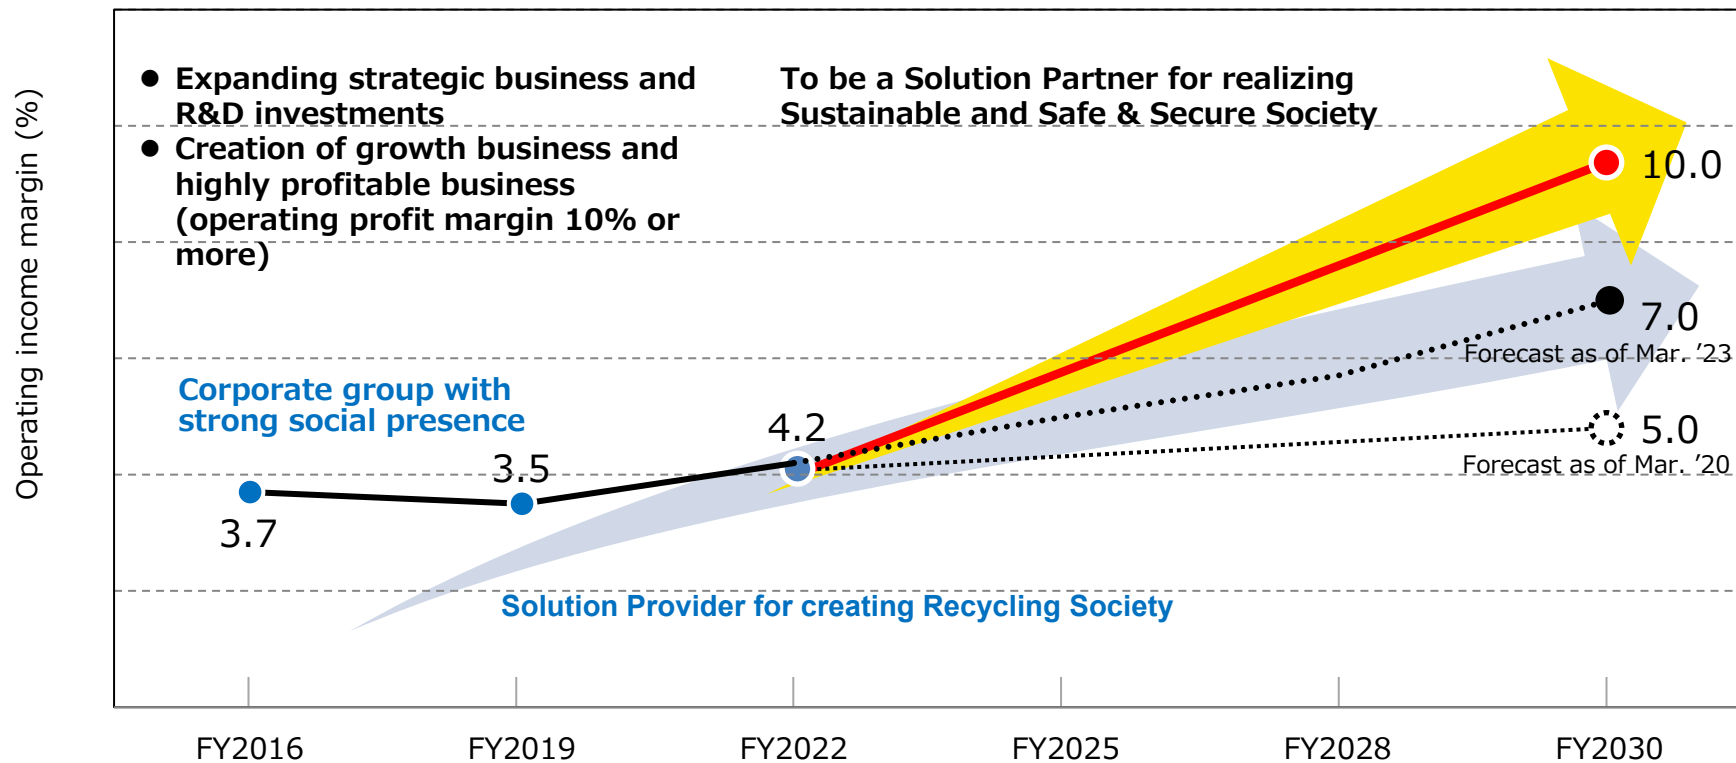 Operating income margin (%)
● Expanding strategic business and
R&D investments
● Creation of growth business and
highly profitable business
(operating profit margin 10% or
more)
To be a Solution Partner for realizing
Sustainable and Safe & Secure Society
10.0
7.0
Forecast as of Mar. '23
5.0
Forecast as of Mar. '20
Corporate group with
strong social presence
4.2
3.5
3.7
Solution Provider for creating Recycling Society
FY2016
FY2019
FY2022
FY2025
FY2028
FY2030